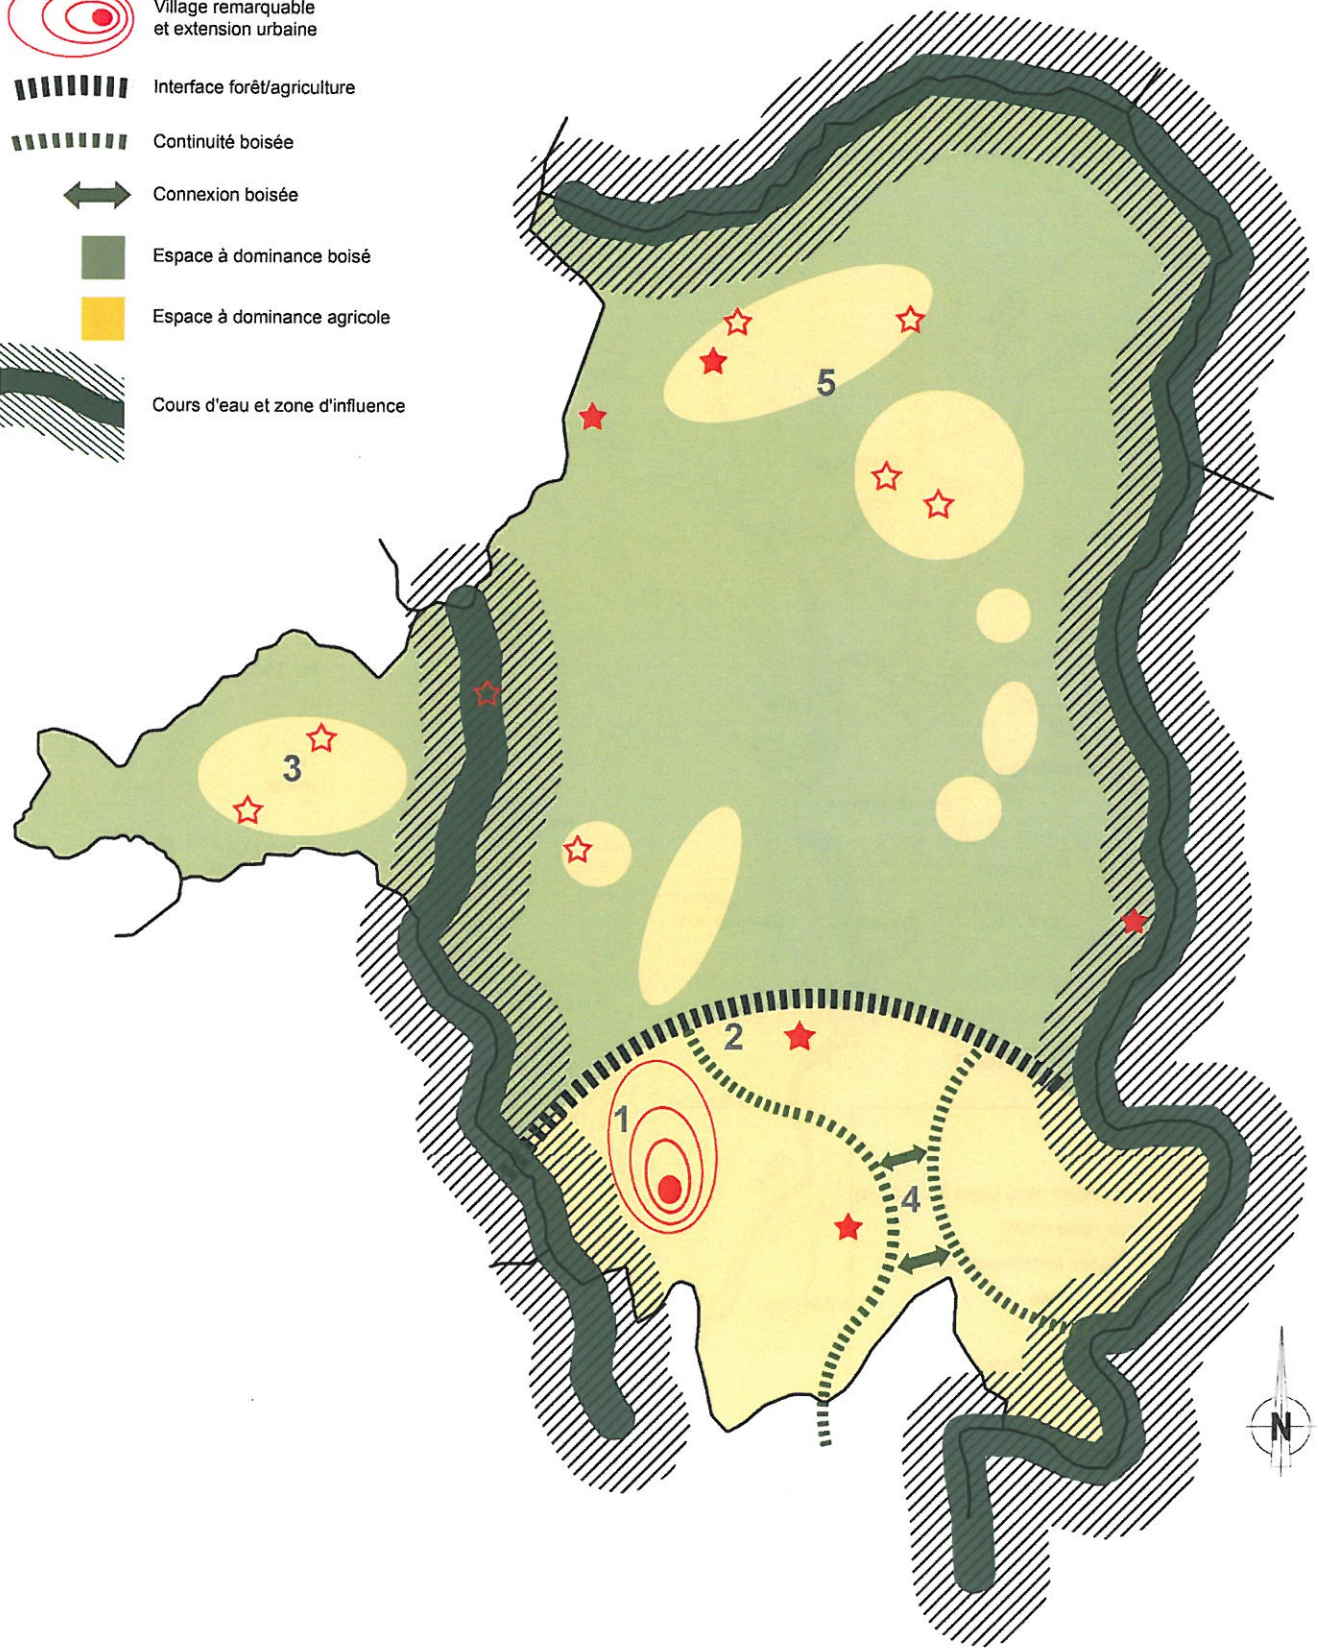 Village remarquable
et extension urbaine
Interface forêt/agriculture
Continuité boisée
Connexion boisée
Espace à dominance boisé
Espace à dominance agricole
Cours d'eau et zone d'influence
5
3
2
1
4
N